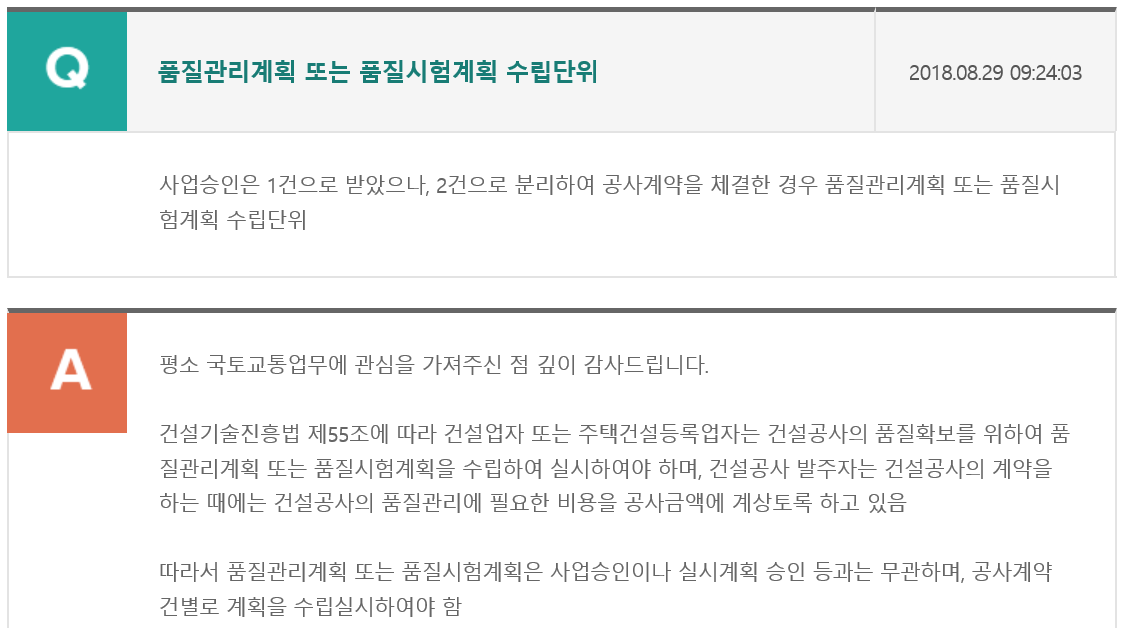 Q
품질관리계획 또는 품질시험계획 수립단위
2018.08.29 09:24:03
사업승인은 1건으로 받았으나, 2건으로 분리하여 공사계약을 체결한 경우 품질관리계획 또는 품질시
험계획 수립단위
A
평소 국토교통업무에 관심을 가져주신 점 깊이 감사드립니다.
건설기술진흥법 제55조에 따라 건설업자 또는 주택건설등록업자는 건설공사의 품질확보를 위하여 품
질관리계획 또는 품질시험계획을 수립하여 실시하여야 하며, 건설공사 발주자는 건설공사의 계약을
하는 때에는 건설공사의 품질관리에 필요한 비용을 공사금액에 계상토록 하고 있음
따라서 품질관리계획 또는 품질시험계획은 사업승인이나 실시계획 승인 등과는 무관하며, 공사계약
건별로 계획을 수립실시하여야 함